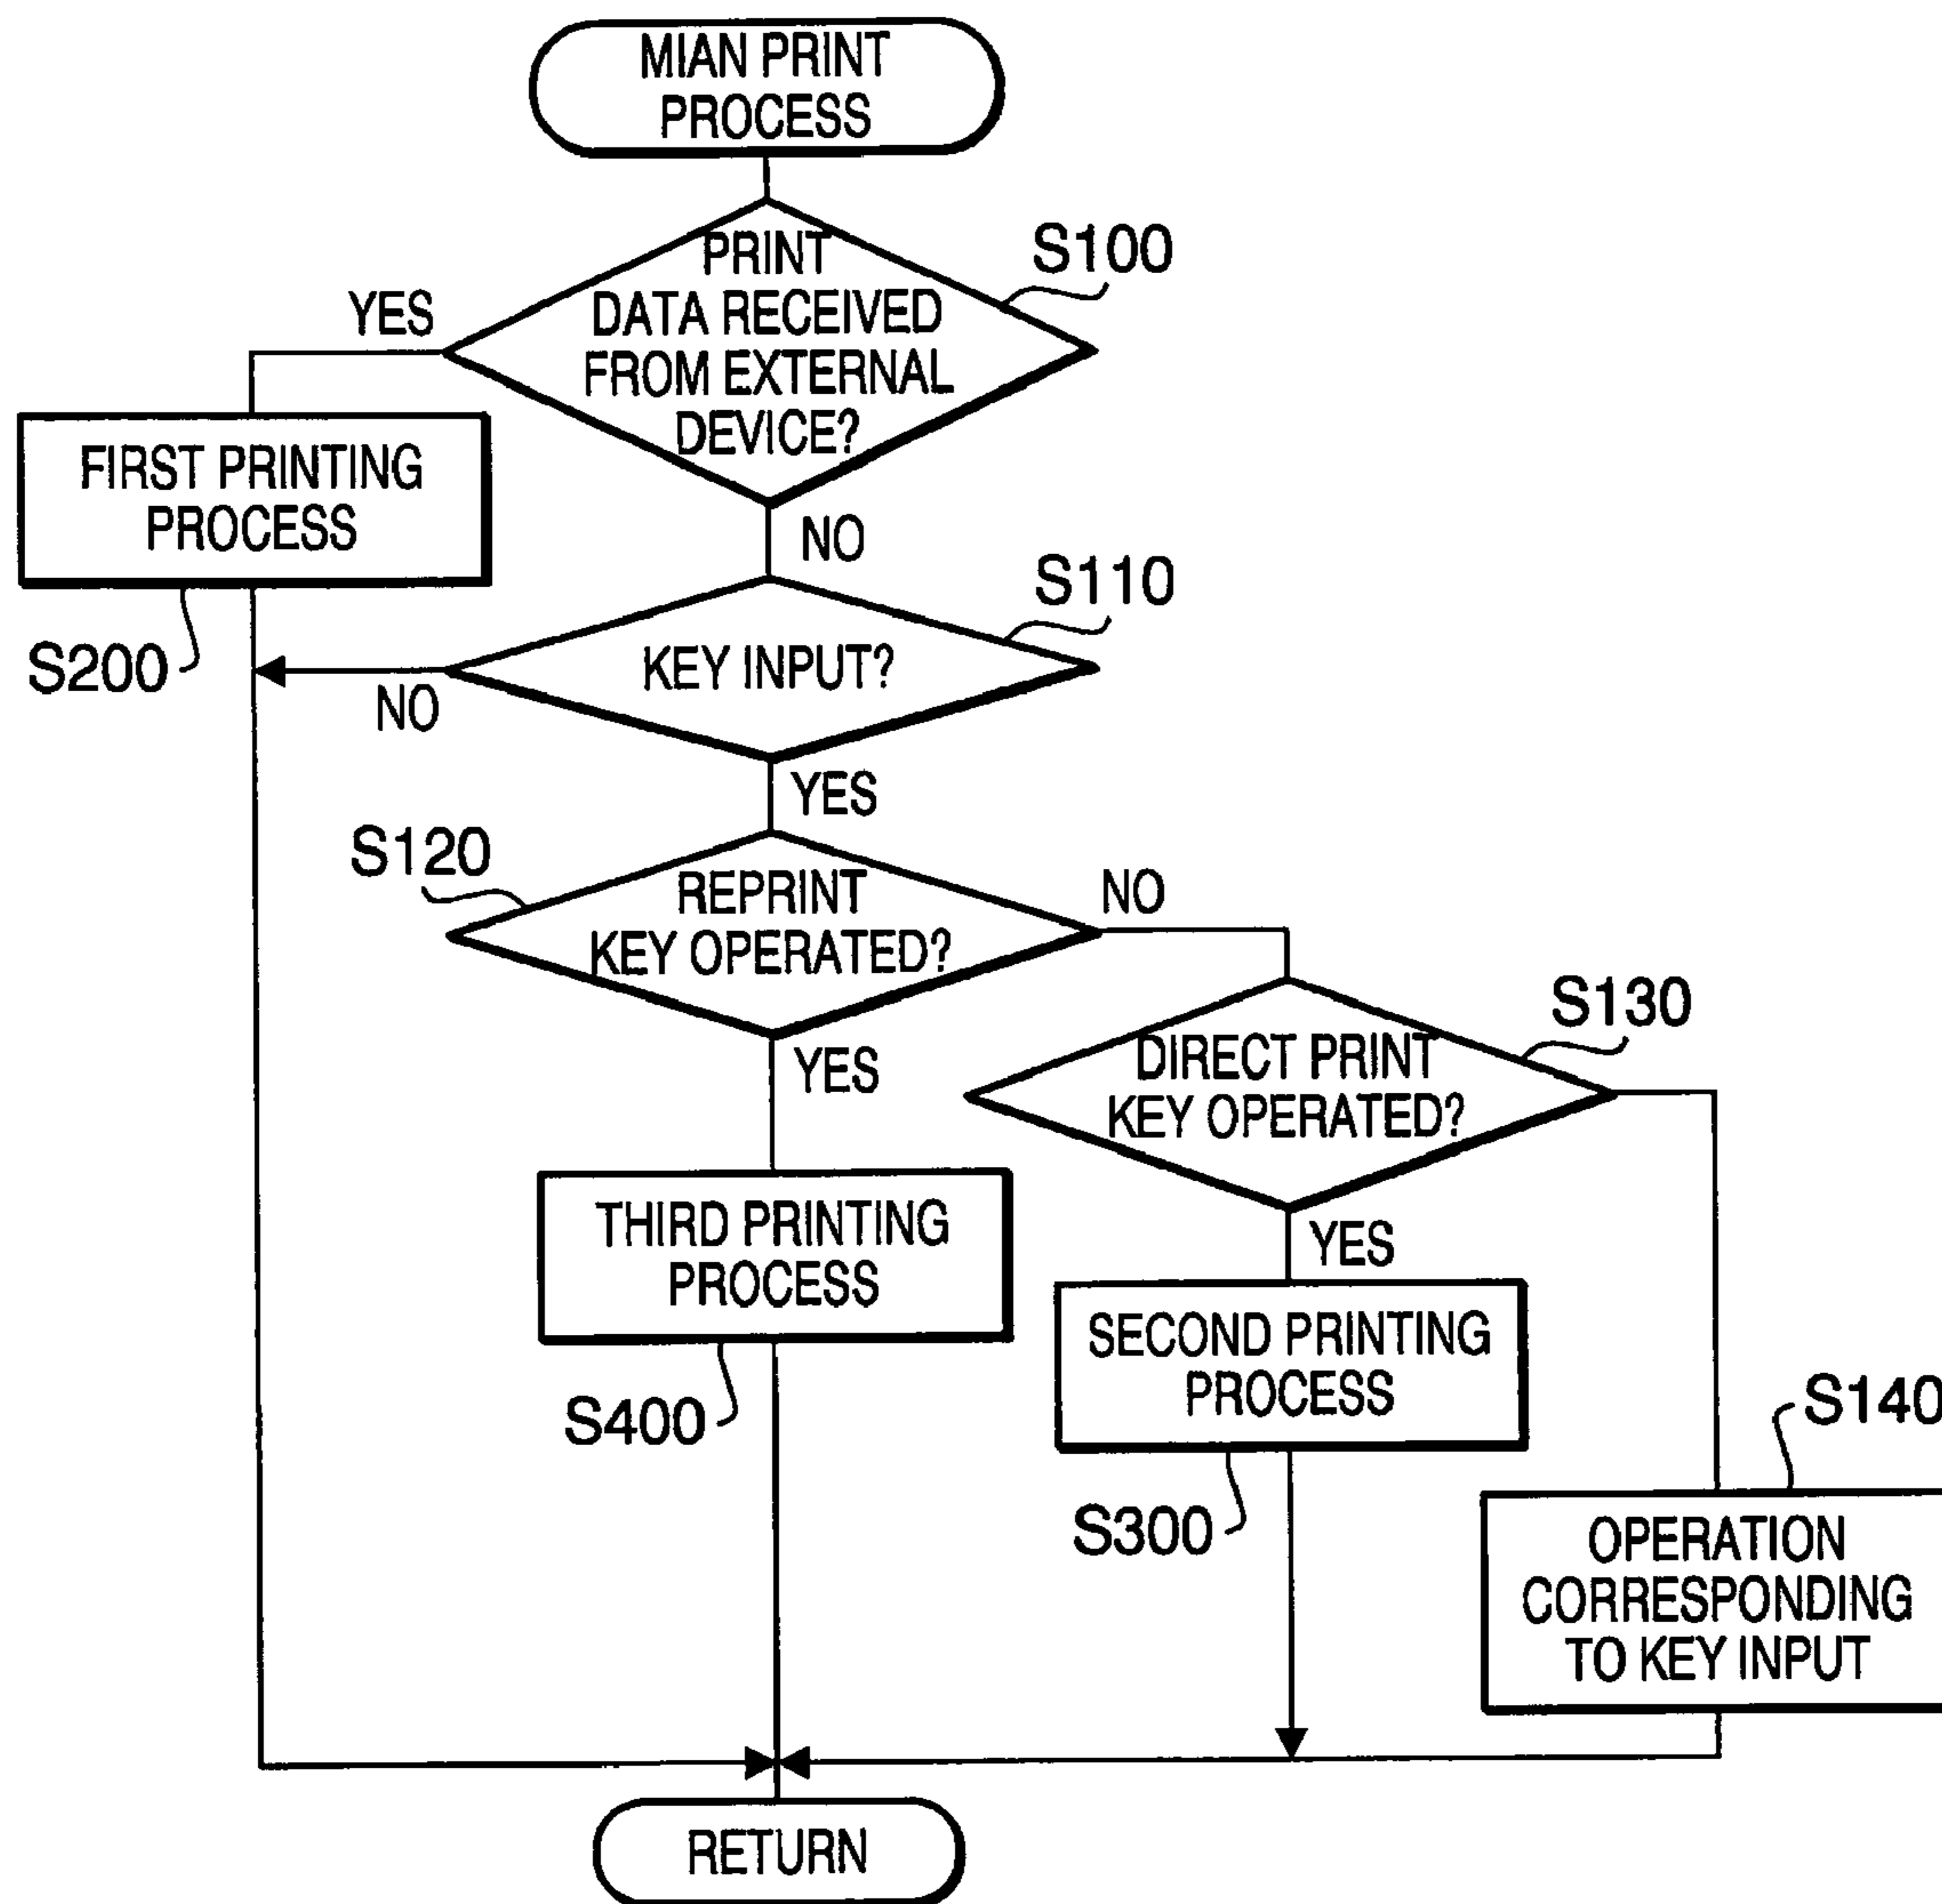 MIAN PRINT
PROCESS
PRINT
DATA RECEIVED
FROM EXTERNAL
DEVICE?
S100
YES
FIRST PRINTING
PROCESS
S200
NO
KEY INPUT?
S110
NO
YES
S120
REPRINT
KEY OPERATED?
NO
YES
DIRECT PRINT
KEY OPERATED?
S130
THIRD PRINTING
PROCESS
S400
YES
SECOND PRINTING
PROCESS
S300
S140
OPERATION
CORRESPONDING
TO KEY INPUT
RETURN